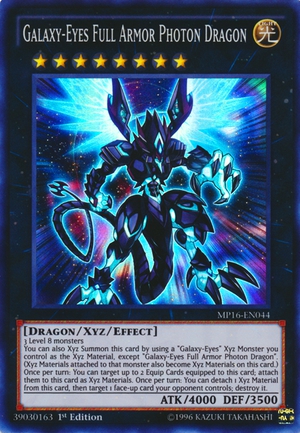 Galaxy-Eyes Full Armor Photon Dragon
光
MP16-EN044
[Dragon/Xyz/Effect]
3 Level 8 monsters
You can also Xyz Summon this card by using a "Galaxy-Eyes" Xyz Monster you
control as the Xyz Material, except "Galaxy-Eyes Full Armor Photon Dragon".
(Xyz Materials attached to that monster also become Xyz Materials on this card.)
Once per turn: You can target up to 2 Equip Cards equipped to this card; attach
them to this card as Xyz Material. Once per turn: You can detach 1 Xyz Material
from this card, then target 1 face-up card your opponent controls; destroy it.
ATK/4000 DEF/3500
39030163 1st Edition ©1996 KAZUKI TAKAHASHI